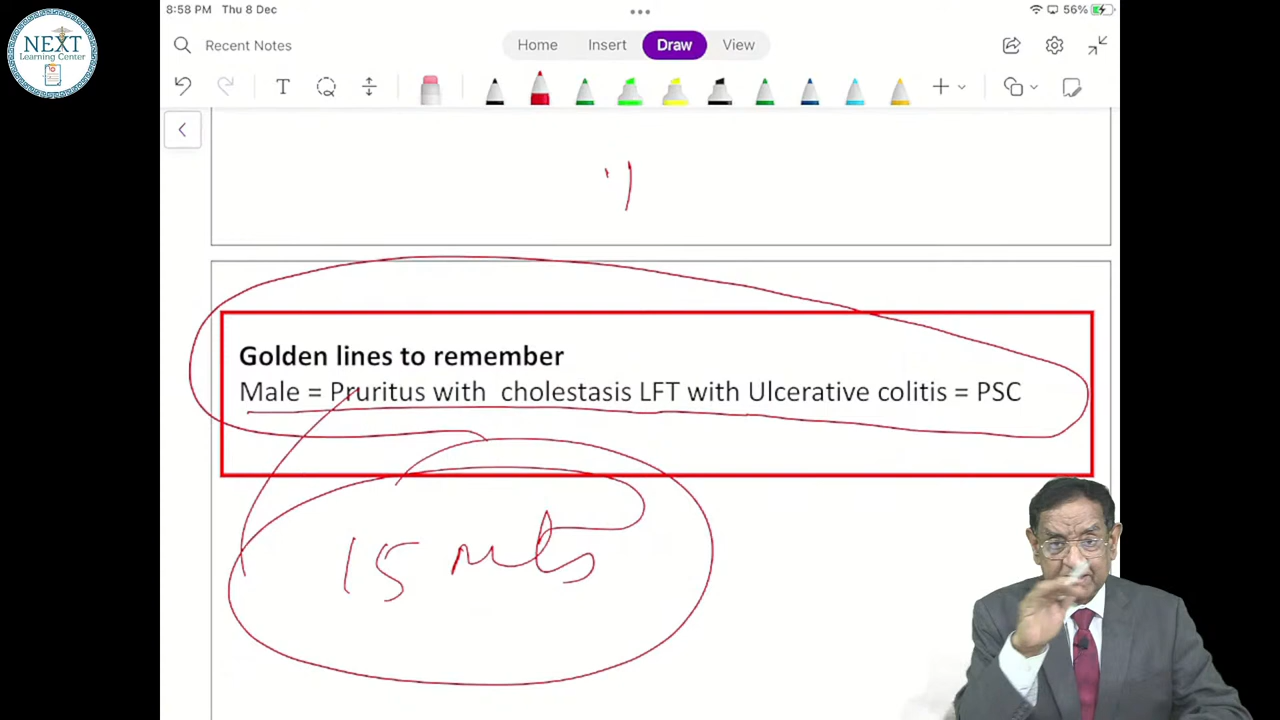 8:58 PM Thu 8 Dec
56%
NEXT
Learning Center
Recent Notes
Home Insert Draw View
T
Golden lines to remember
Male = Pruritus with cholestasis LFT with Ulcerative colitis = PSC
15 mts